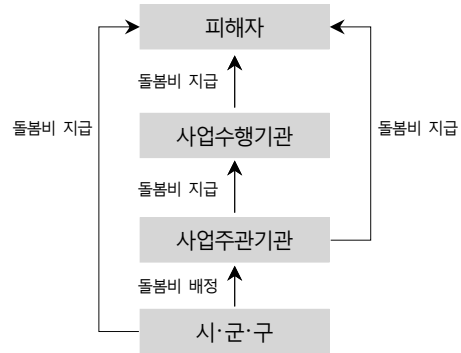 피해자
돌봄비 지급
돌봄비 지급
돌봄비 지급
사업수행기관
돌봄비 지급
사업주관기관
돌봄비 배정
시·군·구